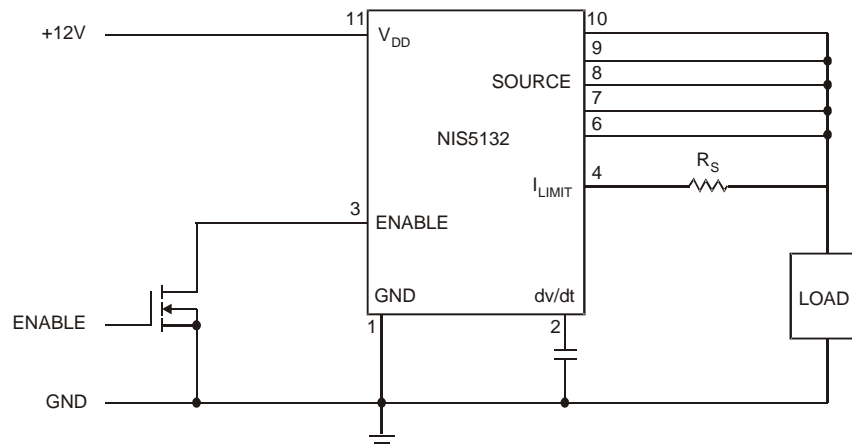 11
10
+12V
V_DD
9
SOURCE
8
7
NIS5132
6
R_S
4
I_LIMIT
3
ENABLE
GND
dv/dt
LOAD
ENABLE
1
2
GND